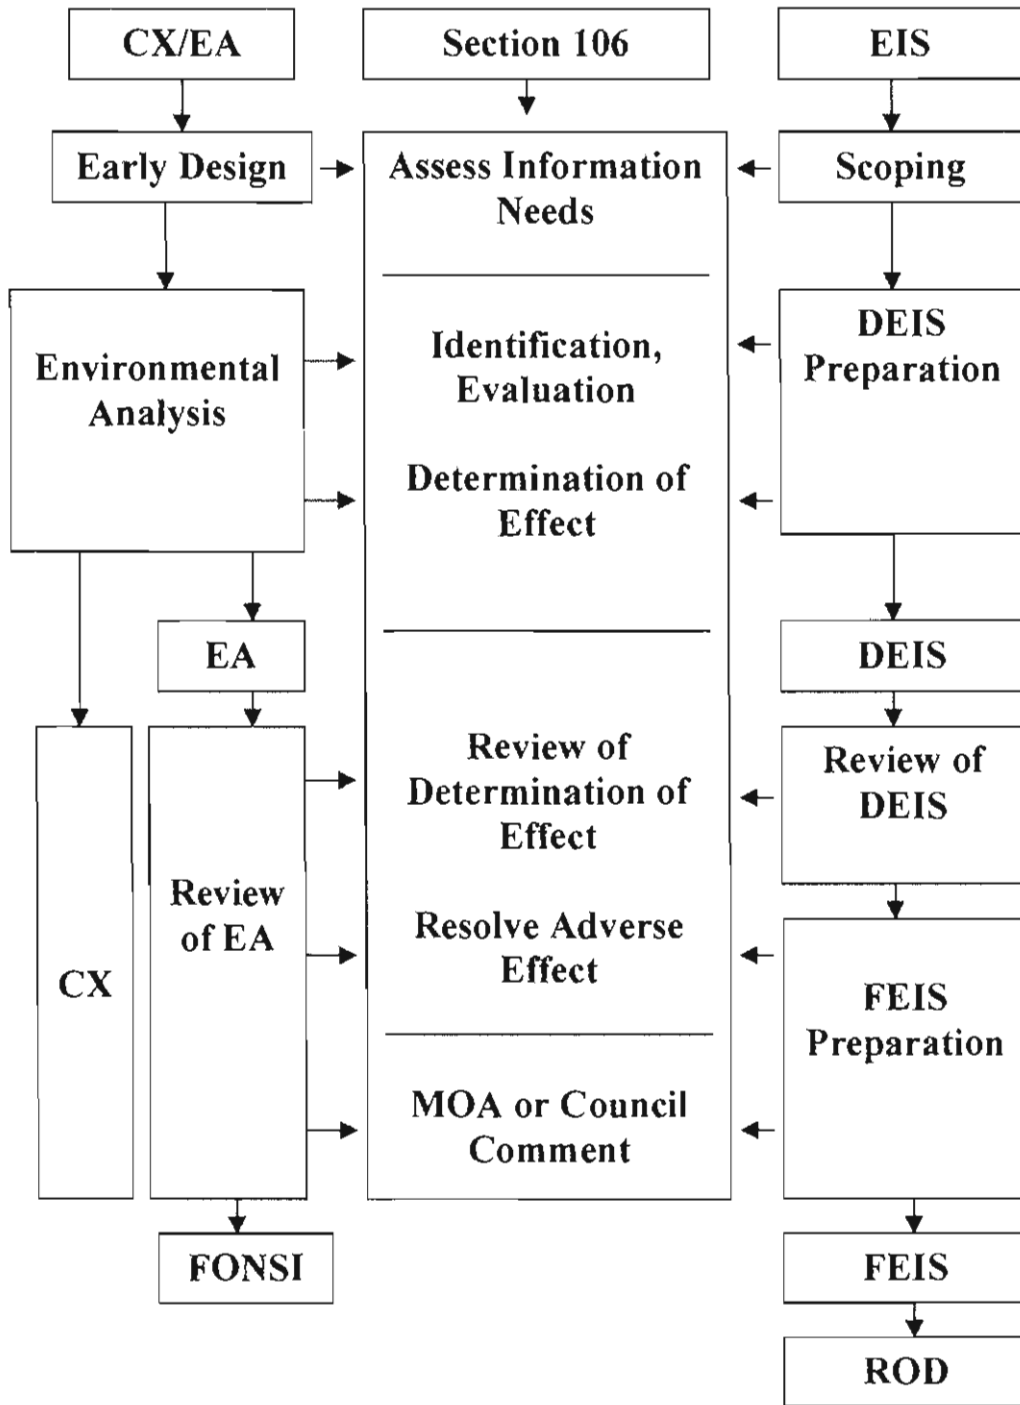 CX/EA
Section 106
EIS
Early Design
Assess Information
Needs
Scoping
Environmental
Analysis
Identification,
Evaluation
Determination of
Effect
DEIS
Preparation
EA
DEIS
CX
Review
of EA
Review of
Determination of
Effect
Resolve Adverse
Effect
MOA or Council
Comment
Review of
DEIS
FEIS
Preparation
FONSI
FEIS
ROD